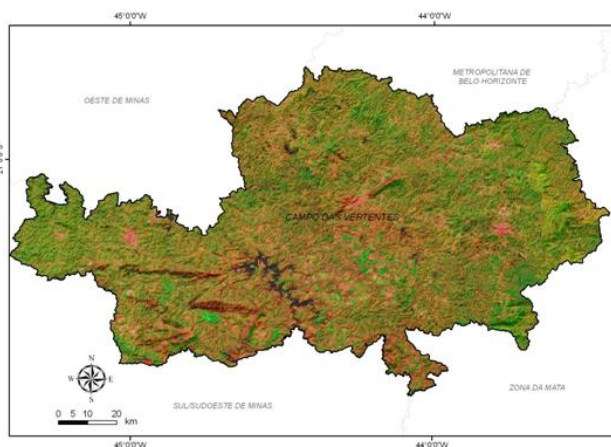 45°0'0"W
44°0'0"W
METROPOLITANA DE
BELO HORIZONTE
OESTE DE MINAS
CAMPO DAS VERTENTES
N
W
E
S
ZONA DA MATA
SUL/SUDOESTE DE MINAS
0 5 10 20
km
45°0'0"W
44°0'0"W